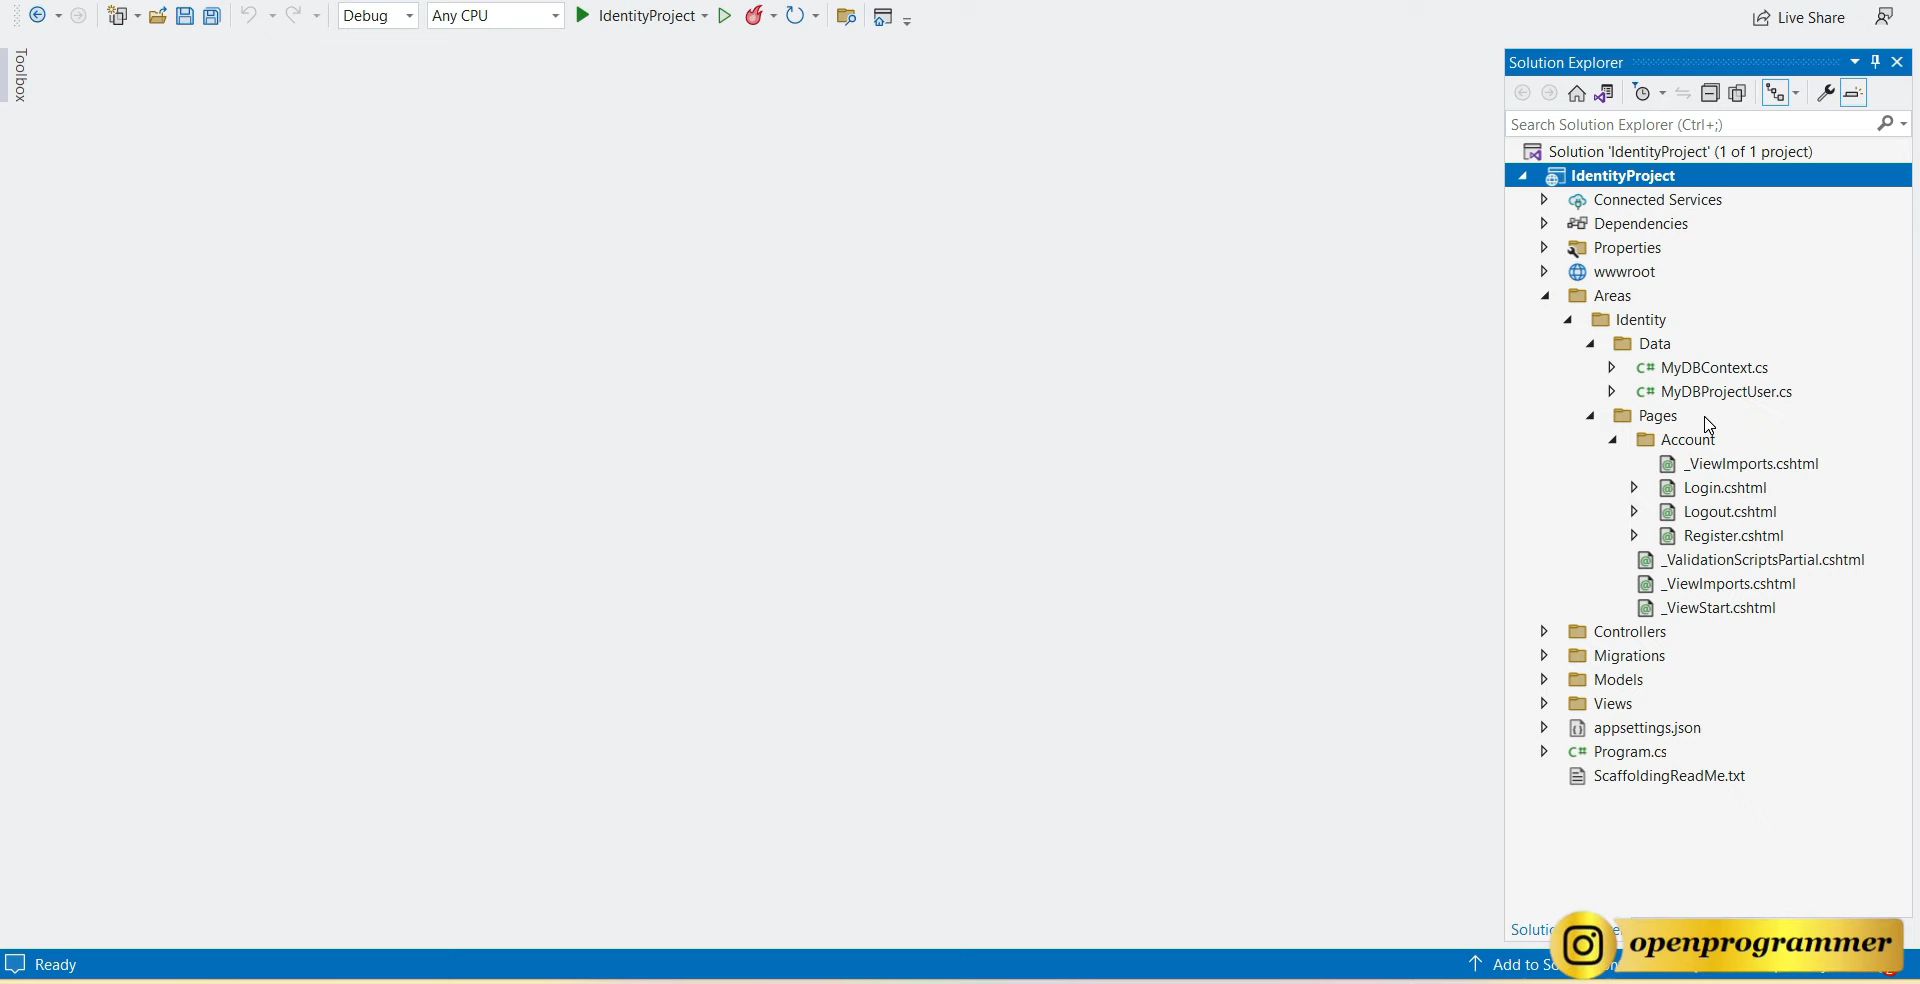 Debug
Any CPU
IdentityProject
Live Share
Toolbox
Solution Explorer
Search Solution Explorer (Ctrl+;)
Solution 'IdentityProject' (1 of 1 project)
IdentityProject
Connected Services
Dependencies
Properties
wwwroot
Areas
Identity
Data
C# MyDBContext.cs
C# MyDBProjectUser.cs
Pages
Account
_ViewImports.cshtml
Login.cshtml
Logout.cshtml
Register.cshtml
_ValidationScriptsPartial.cshtml
_ViewImports.cshtml
_ViewStart.cshtml
Controllers
Migrations
Models
Views
appsettings.json
C# Program.cs
ScaffoldingReadMe.txt
openprogrammer
Ready
Add to